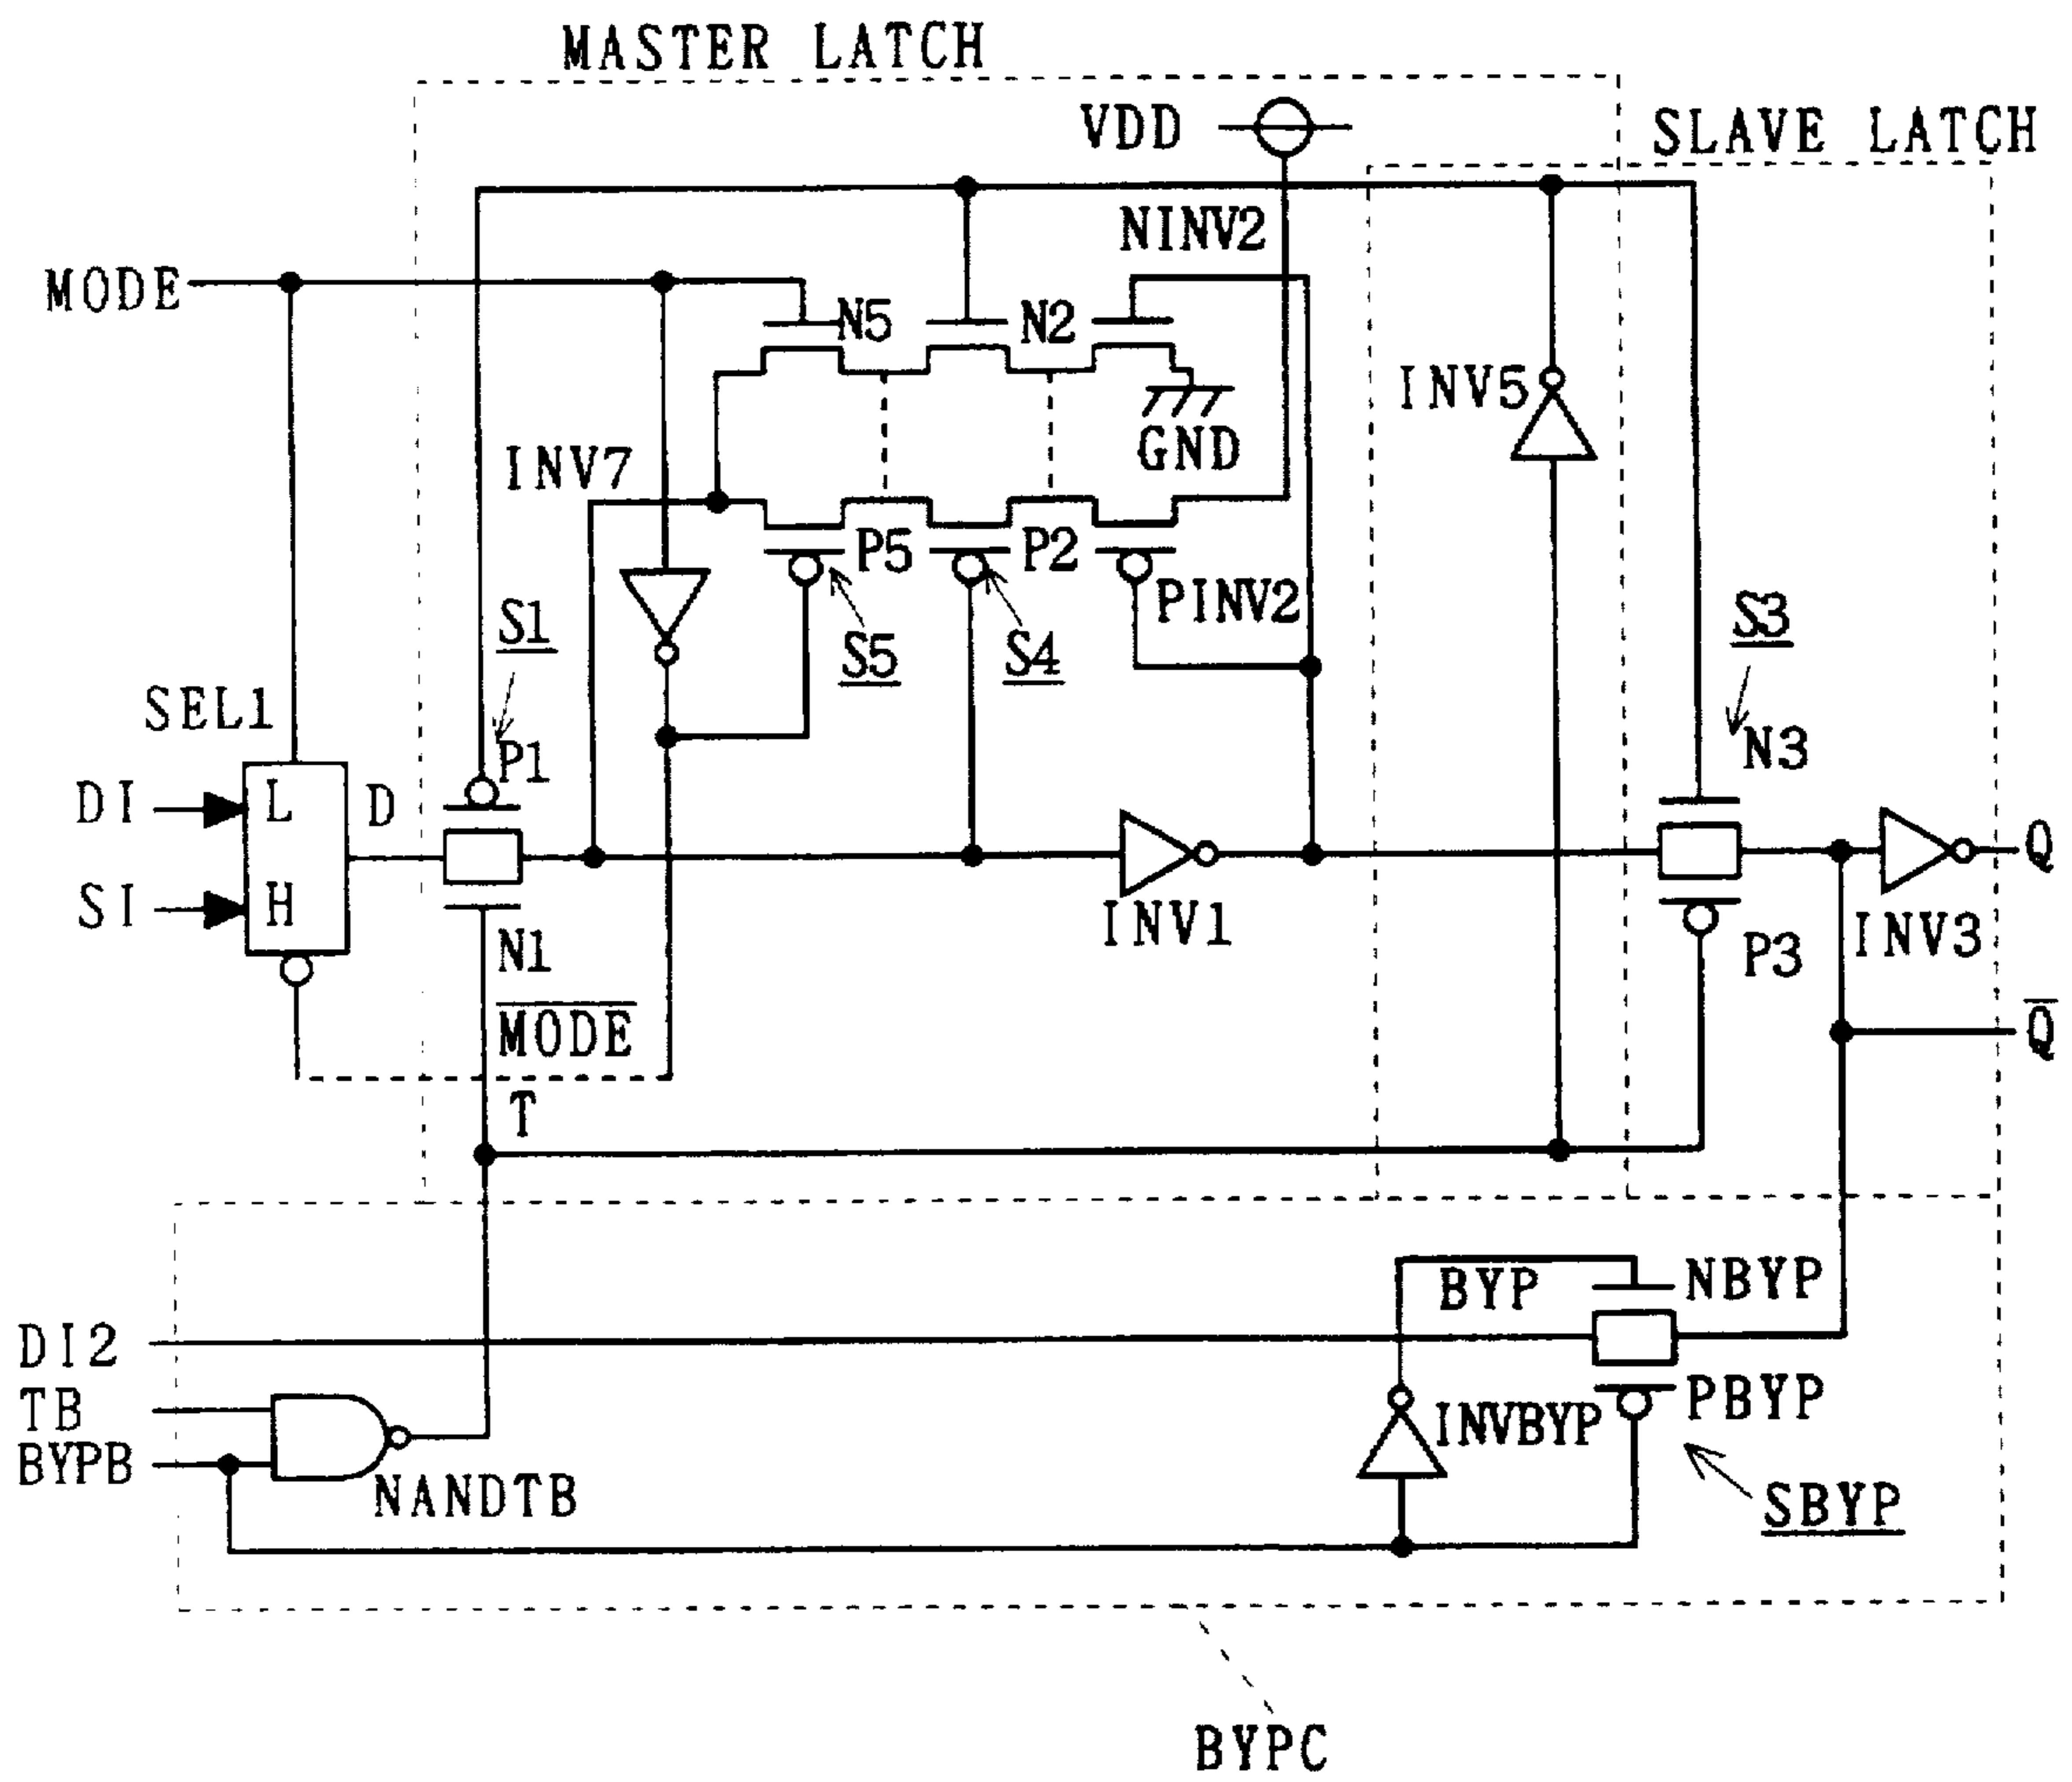 MASTER LATCH
VDD
SLAVE LATCH
NINV2
MODE
N5
N2
INV5
GND
INV7
P5
P2
PINV2
S1
S5
S4
S3
SEL1
P1
N3
DI
L
D
SI
H
INV1
Q
N1
P3
INV3
MODE
Q
T
BYP
NBYP
DI2
TB
PBYP
INVBYP
BYPB
NANDTB
SBYP
BYPC